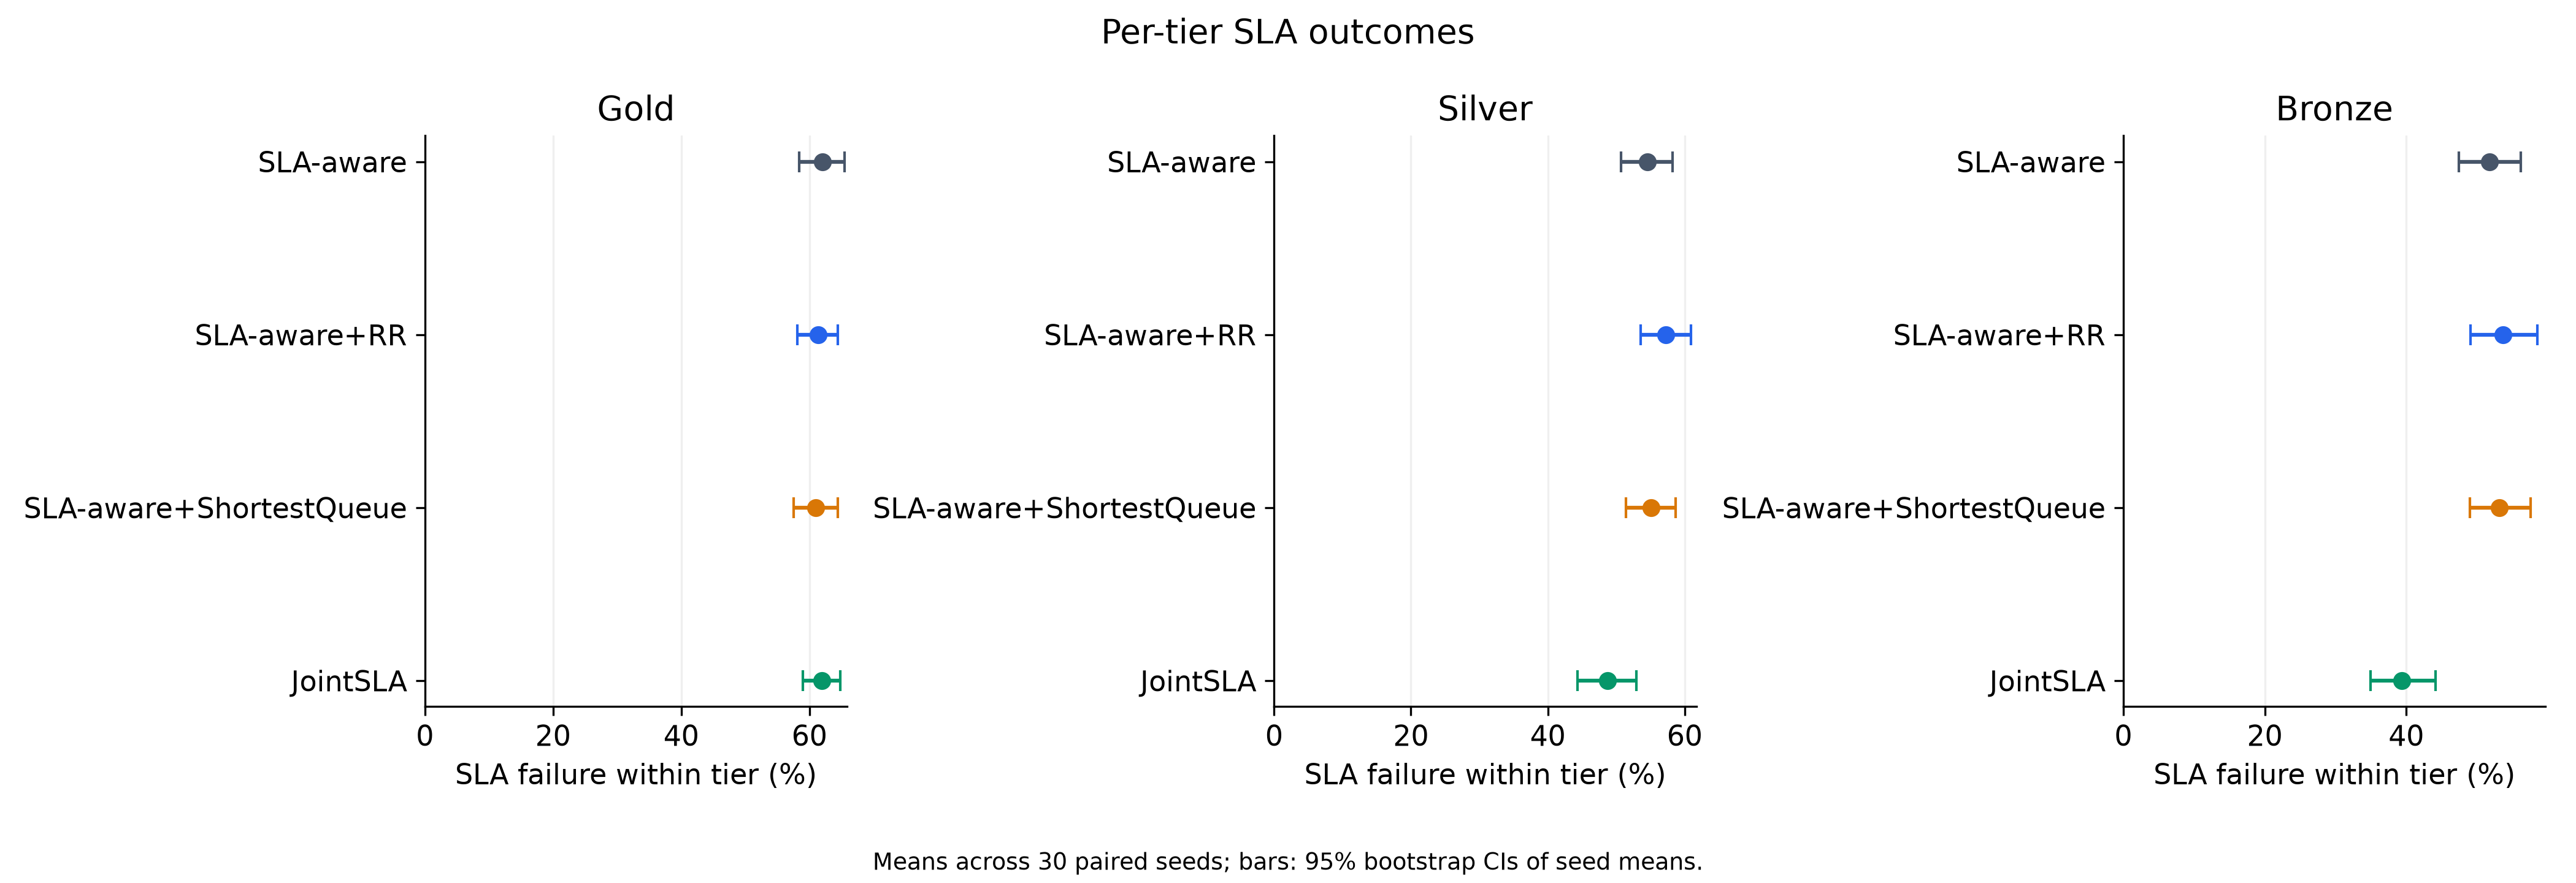 Per-tier SLA outcomes
Gold
SLA-aware
SLA-aware+RR
SLA-aware+ShortestQueue
JointSLA
0 20 40 60
SLA failure within tier (%)
Silver
SLA-aware
SLA-aware+RR
SLA-aware+ShortestQueue
JointSLA
0 20 40 60
SLA failure within tier (%)
Bronze
SLA-aware
SLA-aware+RR
SLA-aware+ShortestQueue
JointSLA
0 20 40
SLA failure within tier (%)
Means across 30 paired seeds; bars: 95% bootstrap CIs of seed means.